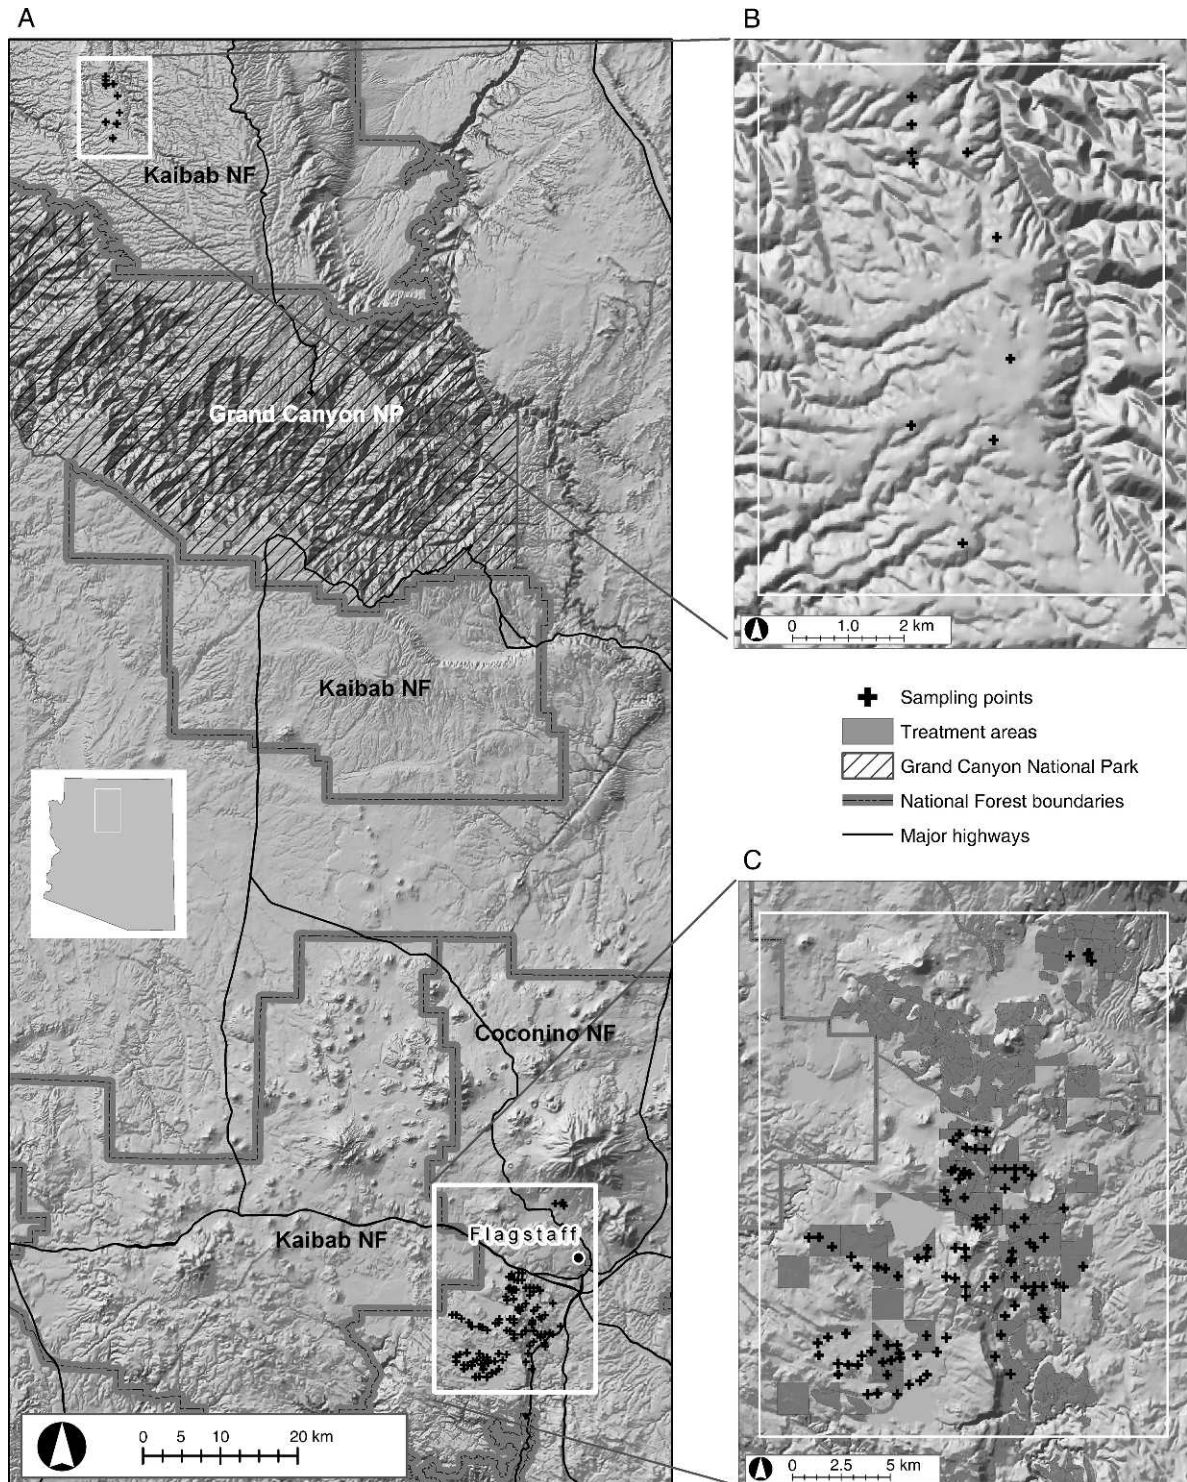 A
Kaibab NF
Grand Canyon NP
Kaibab NF
Coconino NF
Flagstaff
Kaibab NF
0 5 10 20 km
B
0 1.0 2 km
Sampling points
Treatment areas
Grand Canyon National Park
National Forest boundaries
Major highways
C
0 2.5 5 km